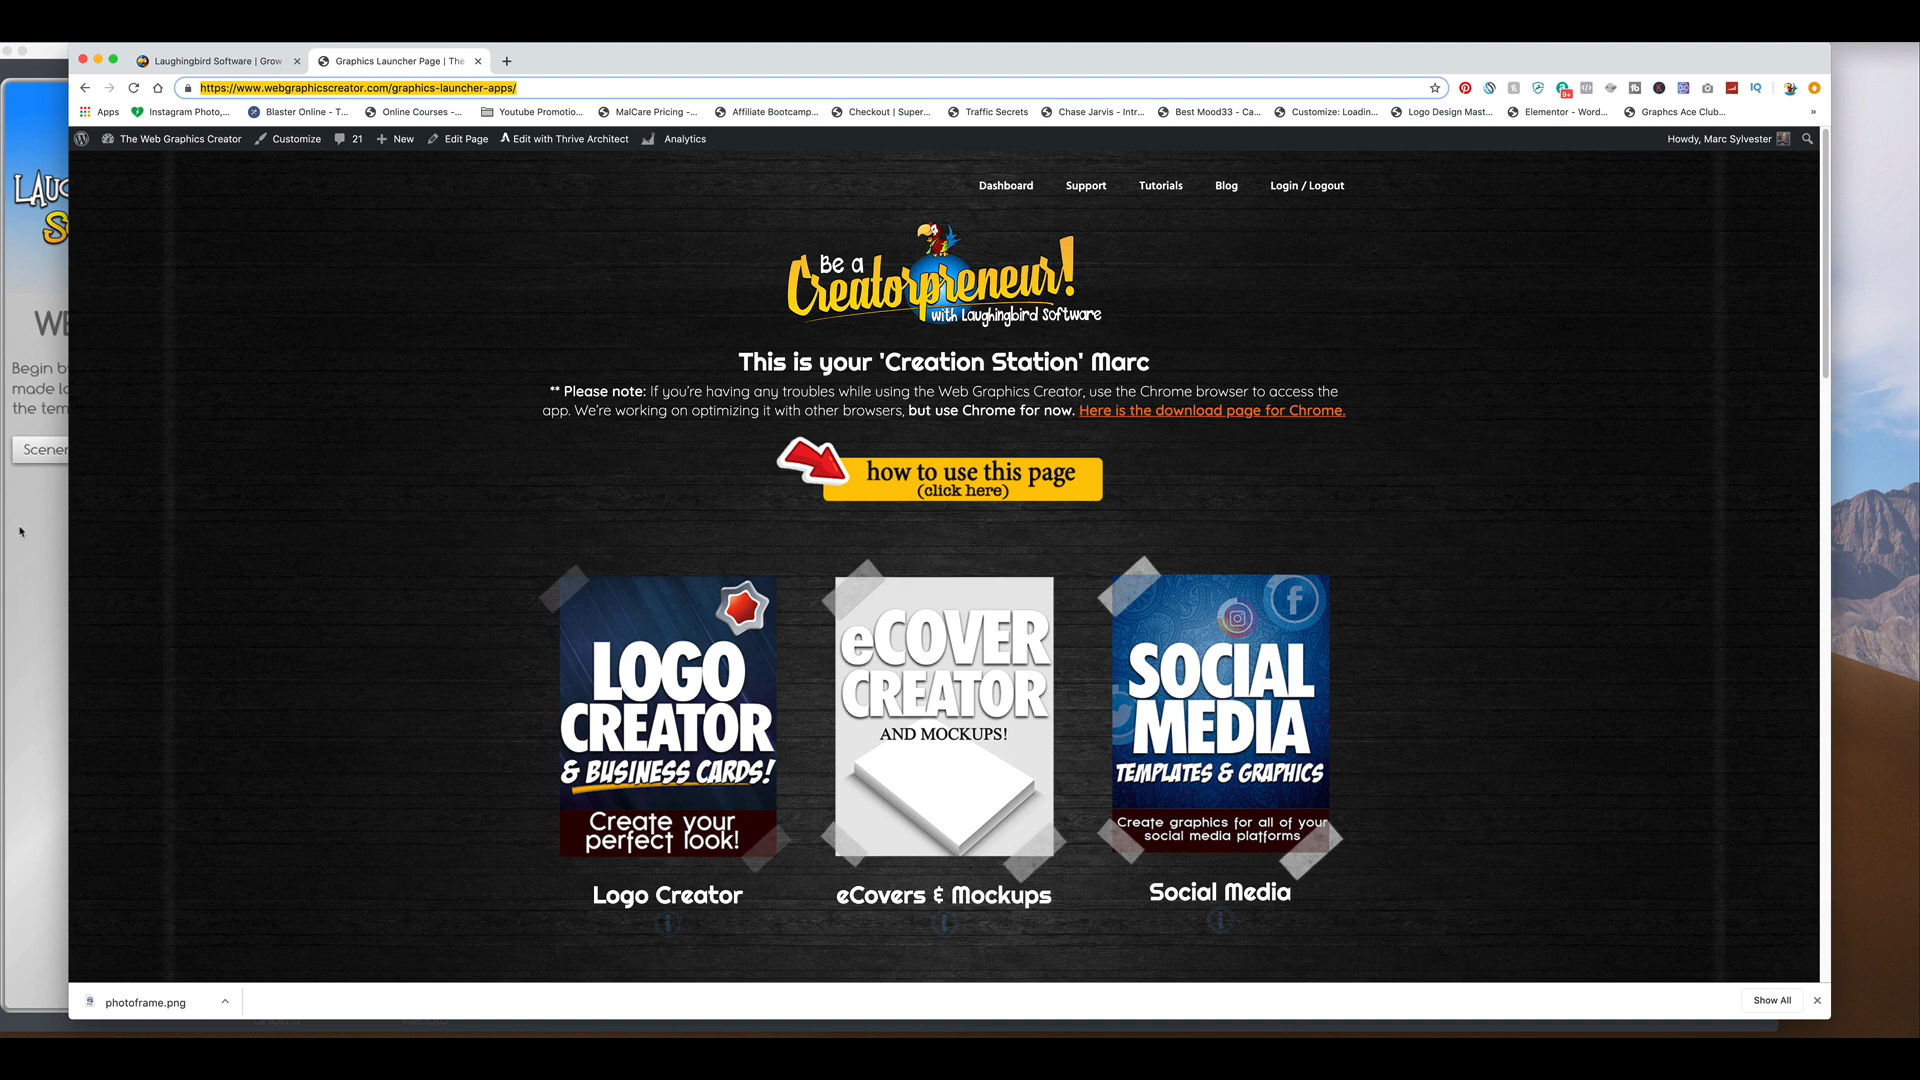 Laughingbird Software | Grow
Graphics Launcher Page | The
https://www.webgraphicscreator.com/graphics-launcher-apps/
Apps
Instagram Photo,...
Blaster Online - T...
Online Courses -...
Youtube Promotio...
MalCare Pricing -...
Affiliate Bootcamp...
Checkout | Super...
Traffic Secrets
Chase Jarvis - Intr...
Best Mood33 - Ca...
Customize: Loadin...
Logo Design Mast...
Elementor - Word...
Graphcs Ace Club...
The Web Graphics Creator
Customize
21
New
Edit Page
Edit with Thrive Architect
Analytics
Howdy, Marc Sylvester
Dashboard
Support
Tutorials
Blog
Login / Logout
Be a
Creatorpreneur!
with Laughingbird Software
This is your 'Creation Station' Marc
** Please note: If you're having any troubles while using the Web Graphics Creator, use the Chrome browser to access the
app. We're working on optimizing it with other browsers, but use Chrome for now. Here is the download page for Chrome.
how to use this page
(click here)
LOGO
CREATOR
& BUSINESS CARDS!
Create your
perfect look!
Logo Creator
eCOVER
CREATOR
AND MOCKUPS!
eCovers & Mockups
SOCIAL
MEDIA
TEMPLATES & GRAPHICS
Create graphics for all of your
social media platforms
Social Media
Begin b
made lo
the tem
Scener
photoframe.png
Show All